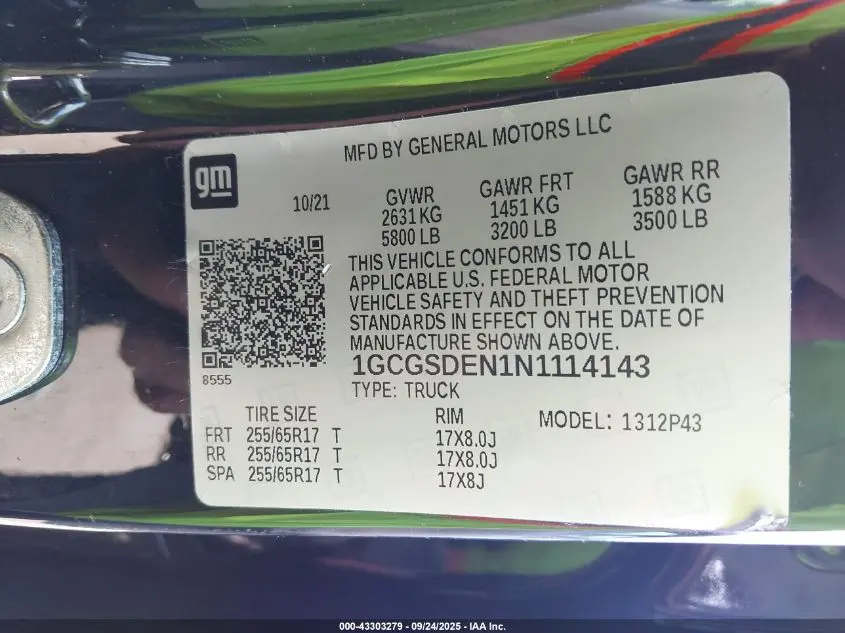 MFD BY GENERAL MOTORS LLC
gm
10/21
GVWR
2631 KG
5800 LB
GAWR FRT
1451 KG
3200 LB
GAWR RR
1588 KG
3500 LB
THIS VEHICLE CONFORMS TO ALL
APPLICABLE U.S. FEDERAL MOTOR
VEHICLE SAFETY AND THEFT PREVENTION
STANDARDS IN EFFECT ON THE DATE OF
MANUFACTURE SHOWN ABOVE.
8555
1GCGSDEN1N1114143
TYPE: TRUCK
TIRE SIZE RIM
FRT 255/65R17 T 17X8.0J
RR 255/65R17 T 17X8.0J
SPA 255/65R17 T 17X8J
MODEL: 1312P43
000-43303279 - 09/24/2025 - IAA Inc.